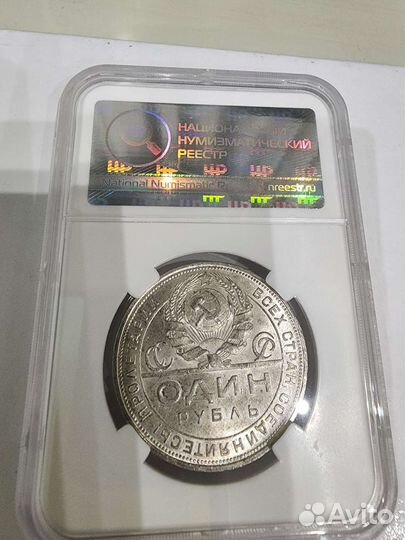 НАЦИОНАЛЬНЫЙ
НУМИЗМАТИЧЕСКИЙ
РЕЕСТР
National Numismatic nreestr.ru
ПРОЛЕТАРИИ ВСЕХ СТРАН СОЕДИНЯЙТЕСЬ!
ОДИН
РУБЛЬ
Avito